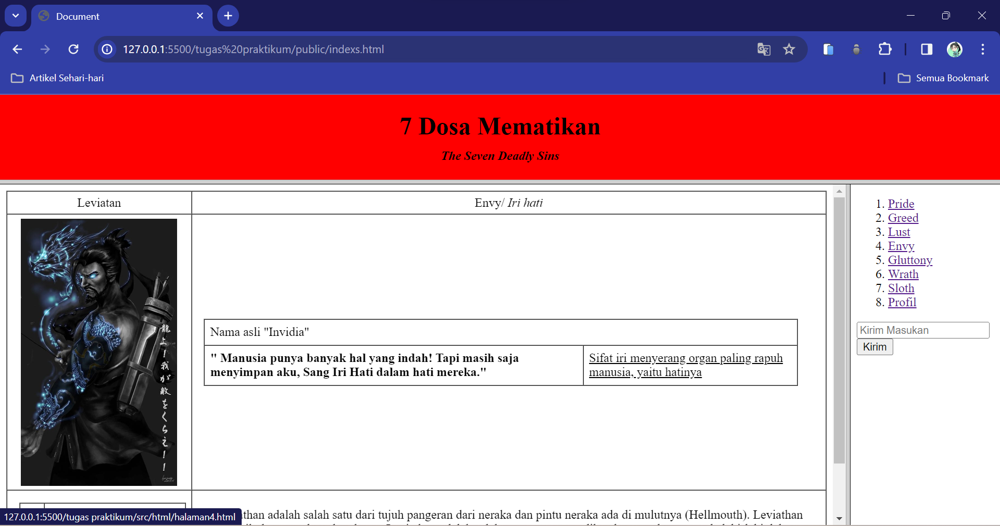 Document
127.0.0.1:5500/tugas%20praktikum/public/indexs.html
Artikel Sehari-hari
Semua Bookmark
7 Dosa Mematikan
The Seven Deadly Sins
Leviatan
Envy/ Iri hati
龍よ!我が敵をくらえ!!
Nama asli "Invidia"
" Manusia punya banyak hal yang indah! Tapi masih saja
menyimpan aku, Sang Iri Hati dalam hati mereka."
Sifat iri menyerang organ paling rapuh
manusia, yaitu hatinya
than adalah salah satu dari tujuh pangeran dari neraka dan pintu neraka ada di mulutnya (Hellmouth). Leviathan
1. Pride
2. Greed
3. Lust
4. Envy
5. Gluttony
6. Wrath
7. Sloth
8. Profil
Kirim Masukan
Kirim
127.0.0.1:5500/tugas praktikum/src/html/halaman4.html